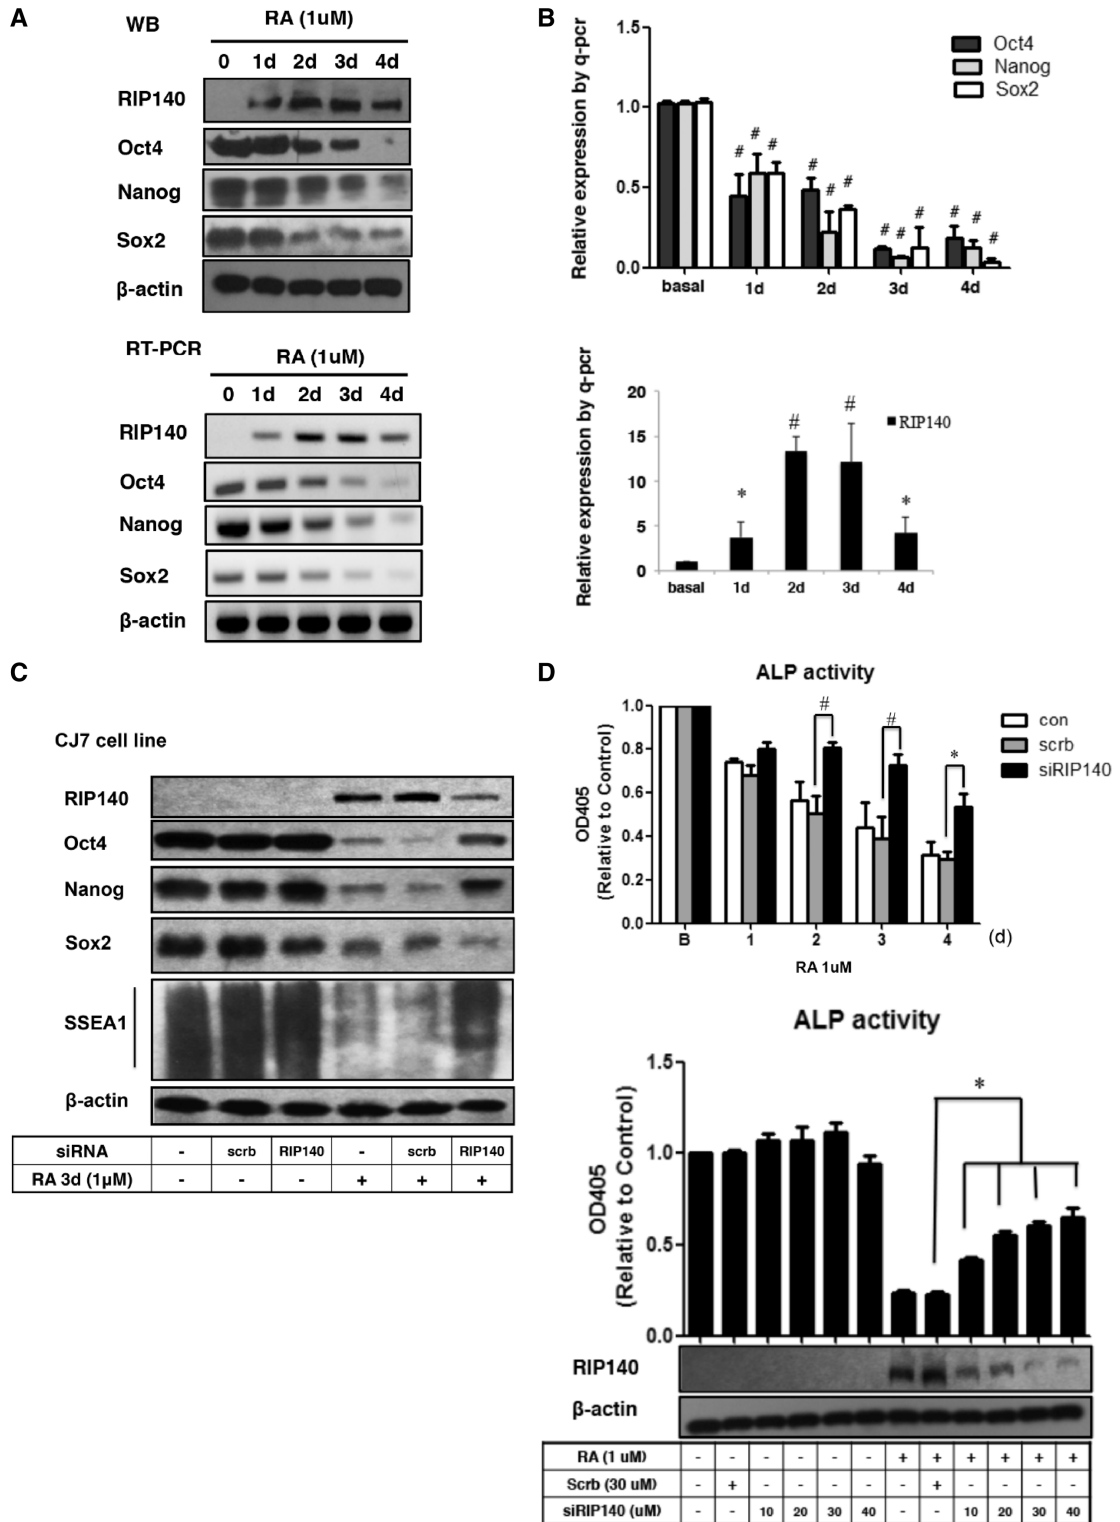 A
WB
RA (1uM)
0 1d 2d 3d 4d
RIP140
Oct4
Nanog
Sox2
β-actin
RT-PCR
RA (1uM)
0 1d 2d 3d 4d
RIP140
Oct4
Nanog
Sox2
β-actin
B
Relative expression by q-pcr
1.5
1.0
0.5
0.0
Oct4
Nanog
Sox2
# # #
# # #
# # #
# # #
basal 1d 2d 3d 4d
Relative expression by q-pcr
20
15
10
5
0
RIP140
* # # *
basal 1d 2d 3d 4d
C
CJ7 cell line
RIP140
Oct4
Nanog
Sox2
SSEA1
β-actin
siRNA - scrb RIP140 - scrb RIP140
RA 3d (1μM) - - - + + +
D
ALP activity
OD405
(Relative to Control)
1.0
0.8
0.6
0.4
0.2
0.0
# # *
con
scrb
siRIP140
B 1 2 3 4 (d)
RA 1uM
ALP activity
OD405
(Relative to Control)
1.5
1.0
0.5
0.0
*
RIP140
β-actin
RA (1 uM) - - - - - - + + + + + +
Scrb (30 uM) - + - - - - - + - - - -
siRIP140 (uM) - - 10 20 30 40 - - 10 20 30 40